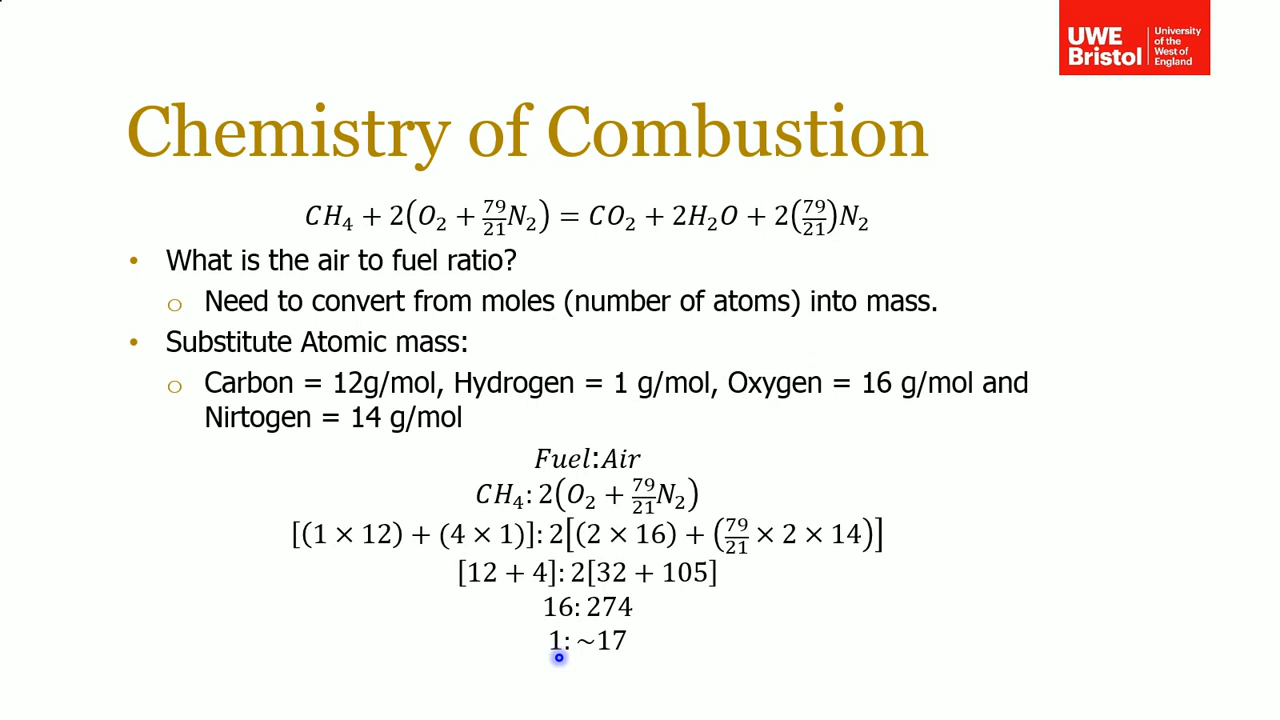 UWE Bristol | University of the West of England
Chemistry of Combustion
CH₄ + 2(O₂ + 79/21 N₂) = CO₂ + 2H₂O + 2(79/21)N₂
• What is the air to fuel ratio?
o Need to convert from moles (number of atoms) into mass.
• Substitute Atomic mass:
o Carbon = 12g/mol, Hydrogen = 1 g/mol, Oxygen = 16 g/mol and
Nirtogen = 14 g/mol
Fuel:Air
CH₄: 2(O₂ + 79/21 N₂)
[(1 × 12) + (4 × 1)]: 2[(2 × 16) + (79/21 × 2 × 14)]
[12 + 4]: 2[32 + 105]
16: 274
1: ~17